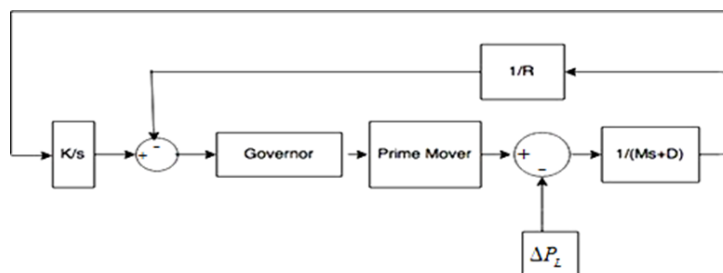 1/R
K/s
+
-
Governor
Prime Mover
+
-
1/(Ms+D)
ΔP_L